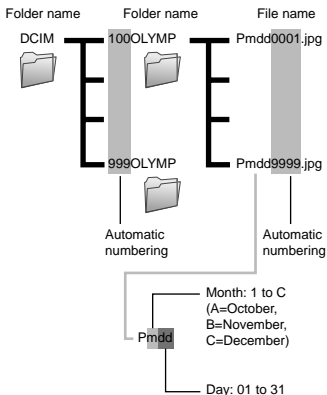 Folder name
Folder name
File name
DCIM
100OLYMP
Pmdd0001.jpg
999OLYMP
Pmdd9999.jpg
Automatic
numbering
Automatic
numbering
Month: 1 to C
(A=October,
B=November,
C=December)
Pmdd
Day: 01 to 31